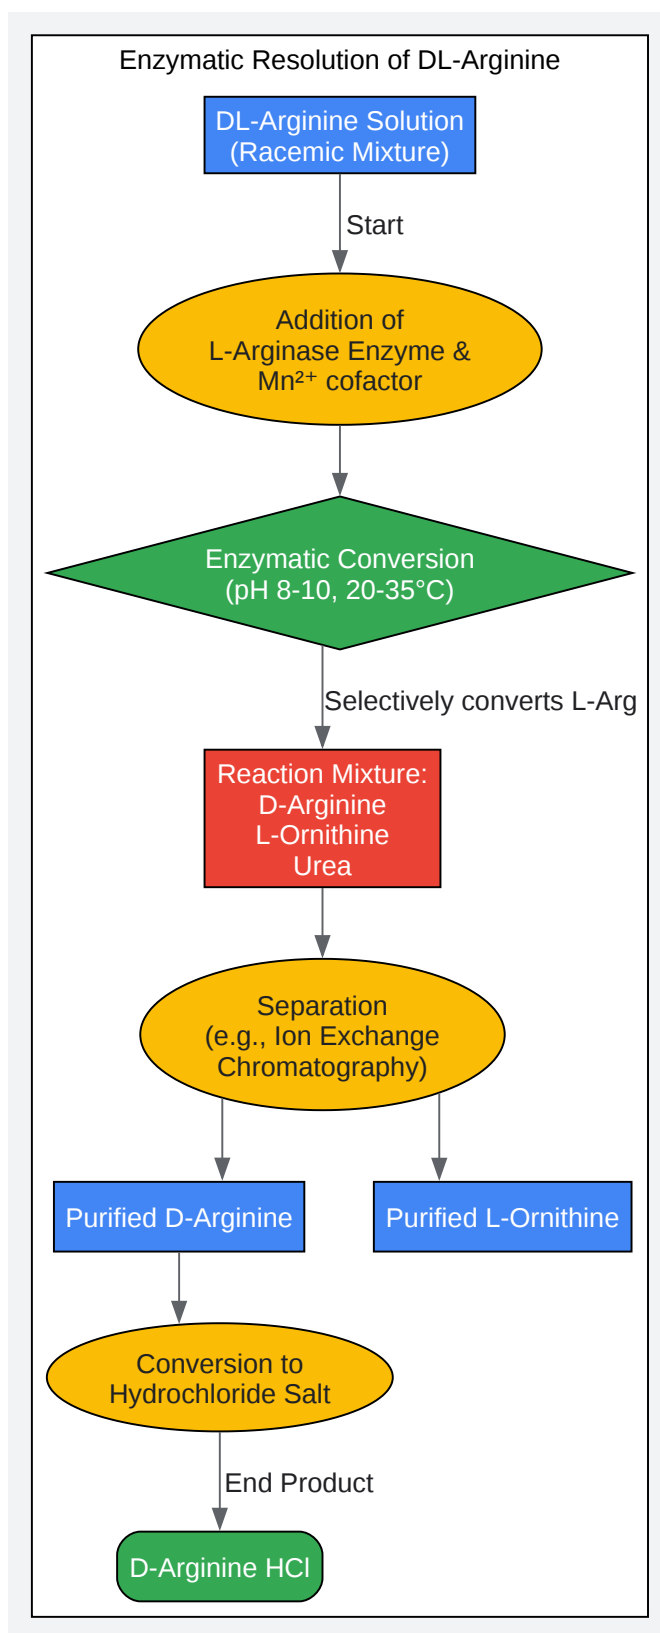 Enzymatic Resolution of DL-Arginine
DL-Arginine Solution
(Racemic Mixture)
Start
Addition of
L-Arginase Enzyme &
Mn²⁺ cofactor
Enzymatic Conversion
(pH 8-10, 20-35°C)
Selectively converts L-Arg
Reaction Mixture:
D-Arginine
L-Ornithine
Urea
Separation
(e.g., Ion Exchange
Chromatography)
Purified D-Arginine
Purified L-Ornithine
Conversion to
Hydrochloride Salt
End Product
D-Arginine HCl